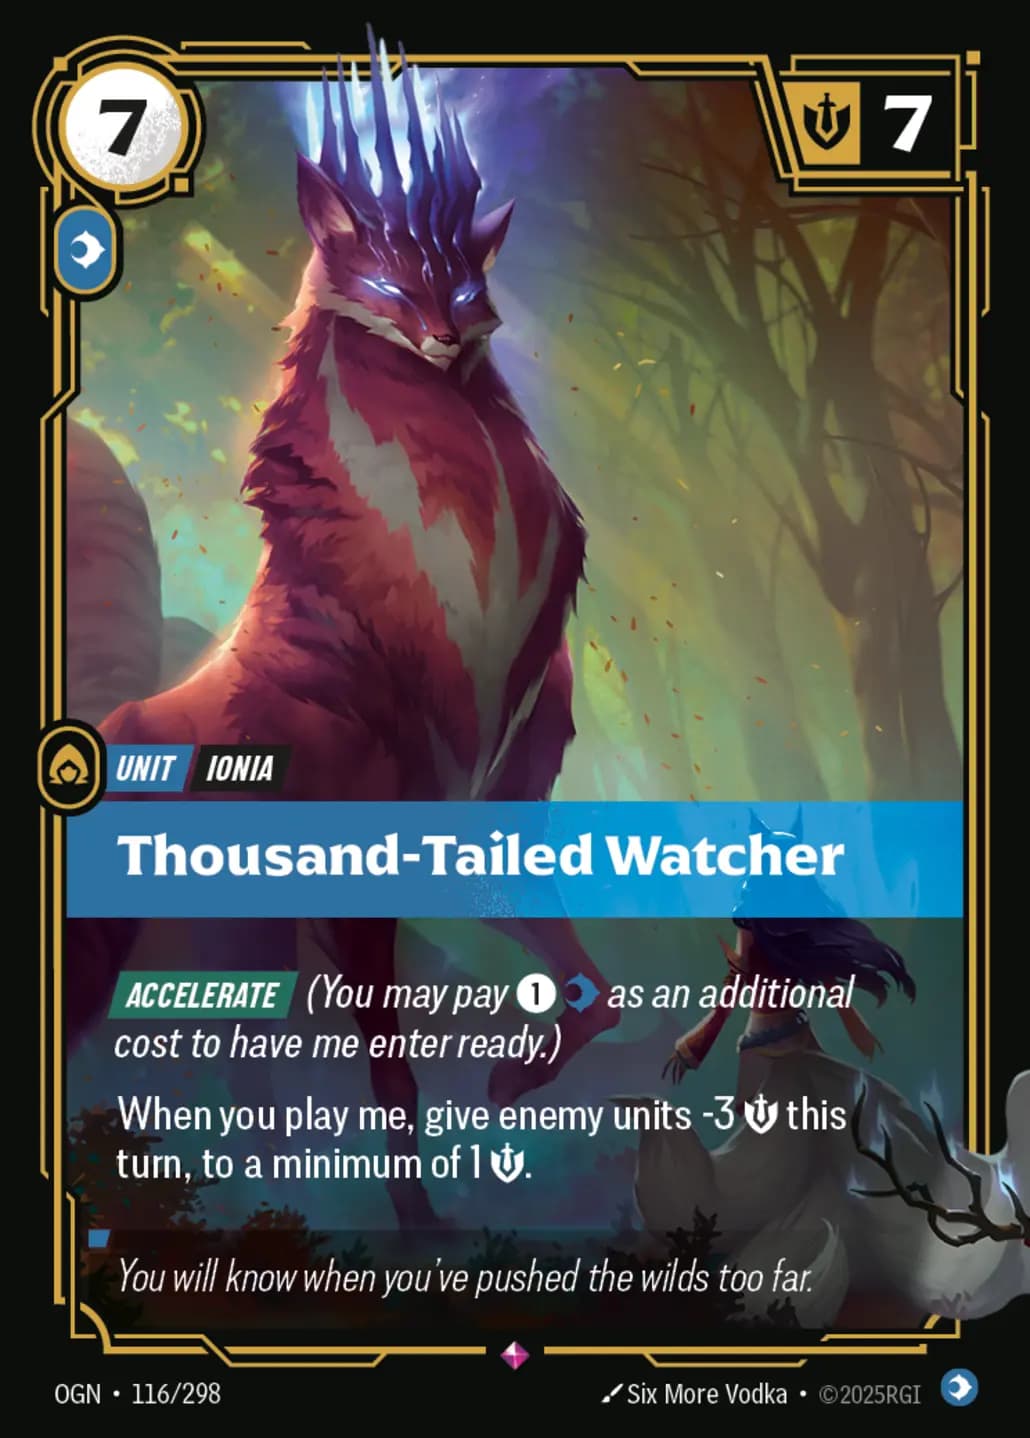 7
7
UNIT IONIA
Thousand-Tailed Watcher
ACCELERATE (You may pay 1 as an additional
cost to have me enter ready.)
When you play me, give enemy units -3 this
turn, to a minimum of 1.
You will know when you've pushed the wilds too far.
OGN • 116/298
Six More Vodka • ©2025RGI